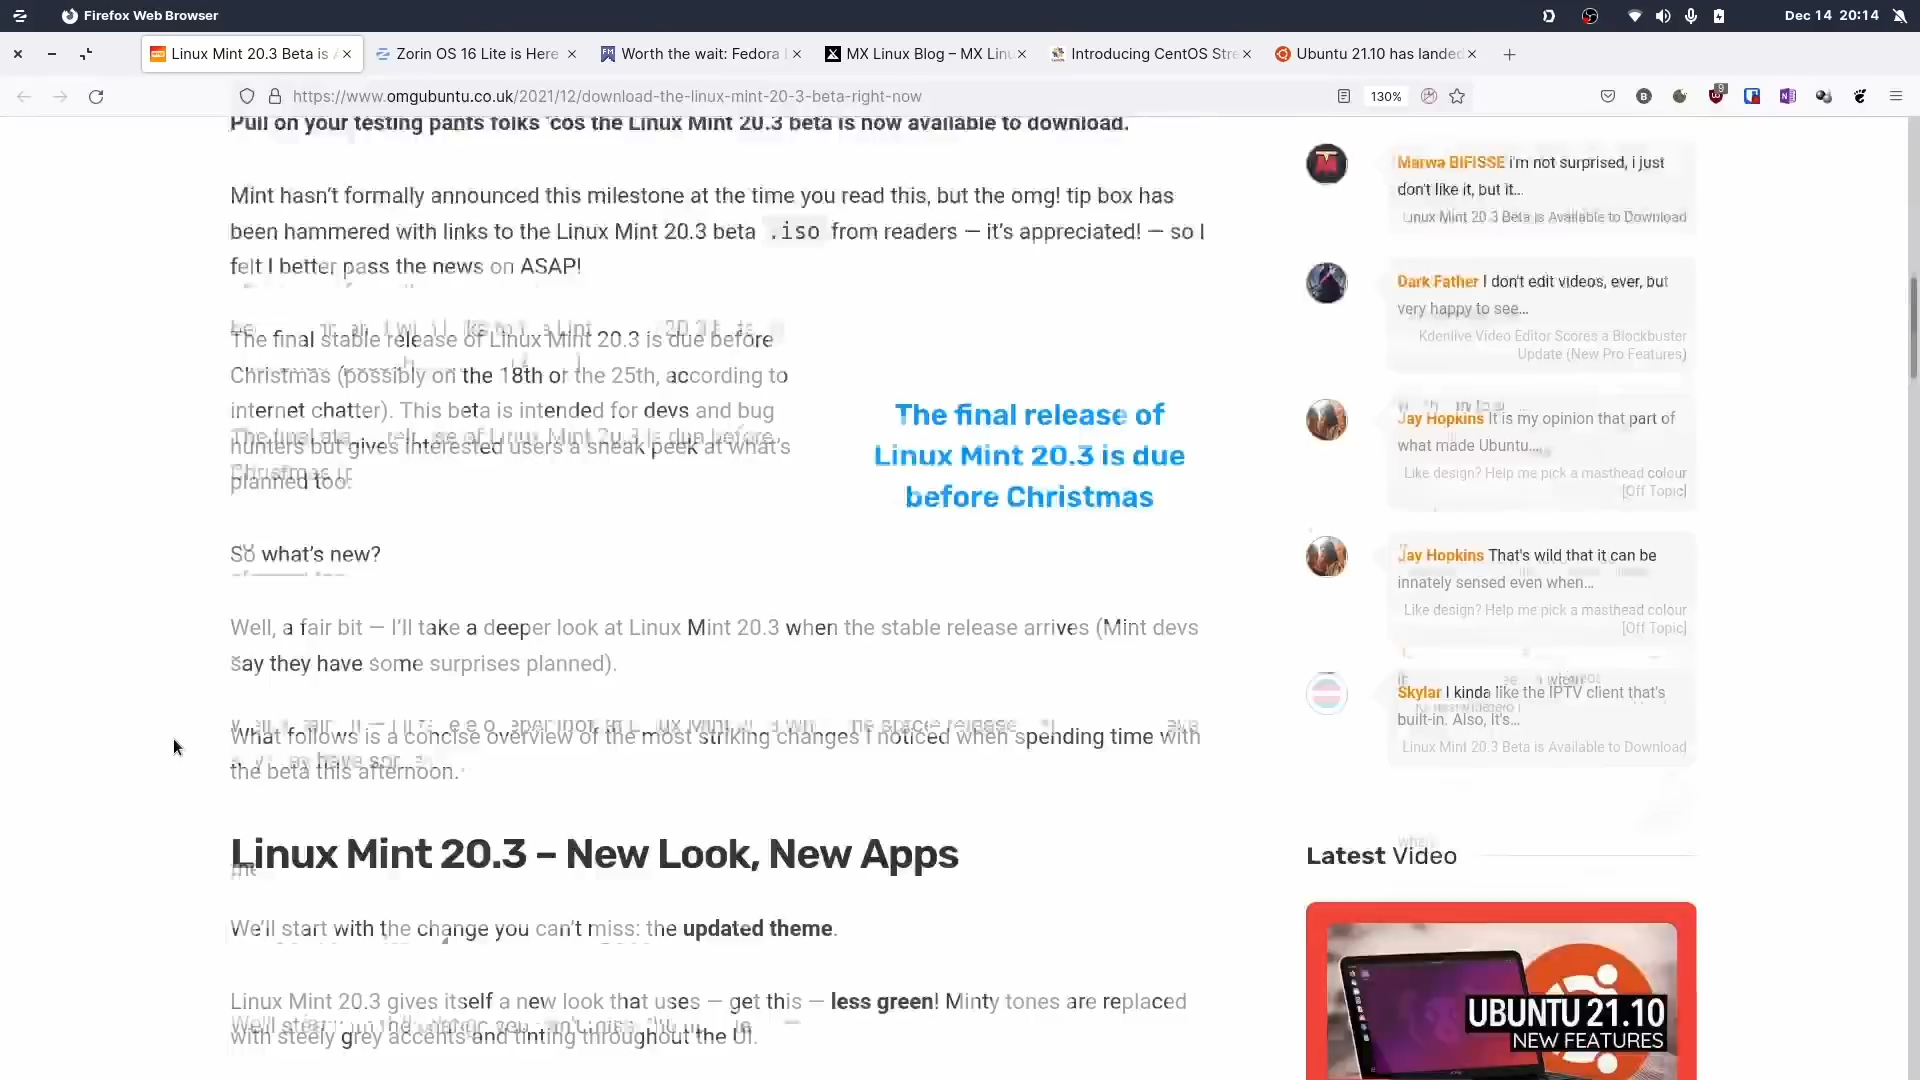 Firefox Web Browser
Dec 14 20:14
Linux Mint 20.3 Beta is A
Zorin OS 16 Lite is Here
Worth the wait: Fedora L
MX Linux Blog – MX Linu
Introducing CentOS Stre
Ubuntu 21.10 has landed
https://www.omgubuntu.co.uk/2021/12/download-the-linux-mint-20-3-beta-right-now
130%
9
Pull on your testing pants folks 'cos the Linux Mint 20.3 beta is now available to download.
Mint hasn't formally announced this milestone at the time you read this, but the omg! tip box has
been hammered with links to the Linux Mint 20.3 beta .iso from readers — it's appreciated! — so I
felt I better pass the news on ASAP!
The final stable release of Linux Mint 20.3 is due before
Christmas (possibly on the 18th or the 25th, according to
internet chatter). This beta is intended for devs and bug
hunters but gives interested users a sneak peek at what's
planned too.
The final release of
Linux Mint 20.3 is due
before Christmas
So what's new?
Well, a fair bit — I'll take a deeper look at Linux Mint 20.3 when the stable release arrives (Mint devs
say they have some surprises planned).
What follows is a concise overview of the most striking changes I noticed when spending time with
the beta this afternoon.
Linux Mint 20.3 – New Look, New Apps
We'll start with the change you can't miss: the updated theme.
Linux Mint 20.3 gives itself a new look that uses — get this — less green! Minty tones are replaced
with steely grey accents and tinting throughout the UI.
Marwa BIFISSE i'm not surprised, i just
don't like it, but it...
Linux Mint 20.3 Beta is Available to Download
Dark Father I don't edit videos, ever, but
very happy to see...
Kdenlive Video Editor Scores a Blockbuster
Update (New Pro Features)
Jay Hopkins It is my opinion that part of
what made Ubuntu...
Like design? Help me pick a masthead colour
[Off Topic]
Jay Hopkins That's wild that it can be
innately sensed even when...
Like design? Help me pick a masthead colour
[Off Topic]
Skylar I kinda like the IPTV client that's
built-in. Also, It's...
Linux Mint 20.3 Beta is Available to Download
Latest Video
UBUNTU 21.10
NEW FEATURES